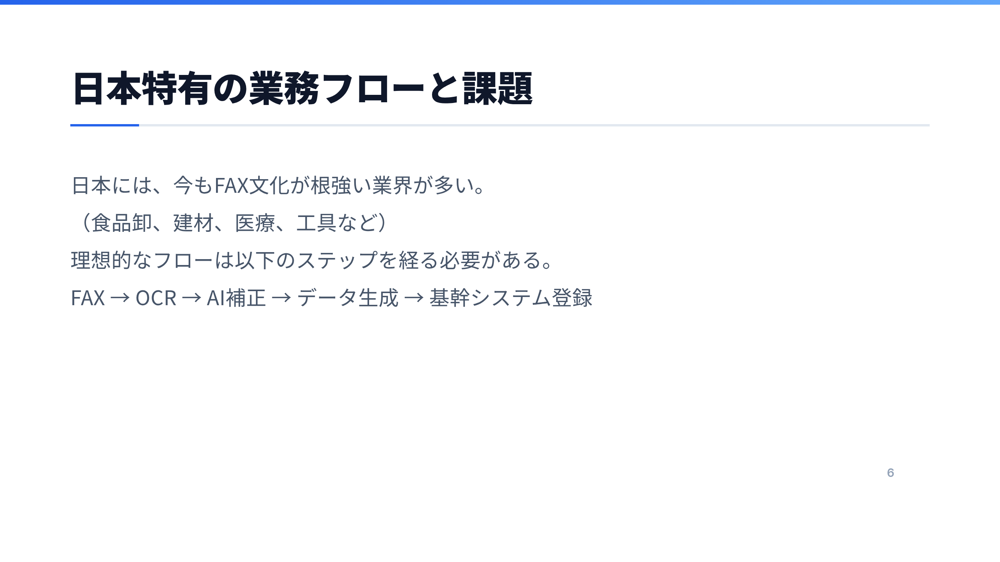 日本特有の業務フローと課題
日本には、今もFAX文化が根強い業界が多い。
（食品卸、建材、医療、工具など）
理想的なフローは以下のステップを経る必要がある。
FAX → OCR → AI補正 → データ生成 → 基幹システム登録
6